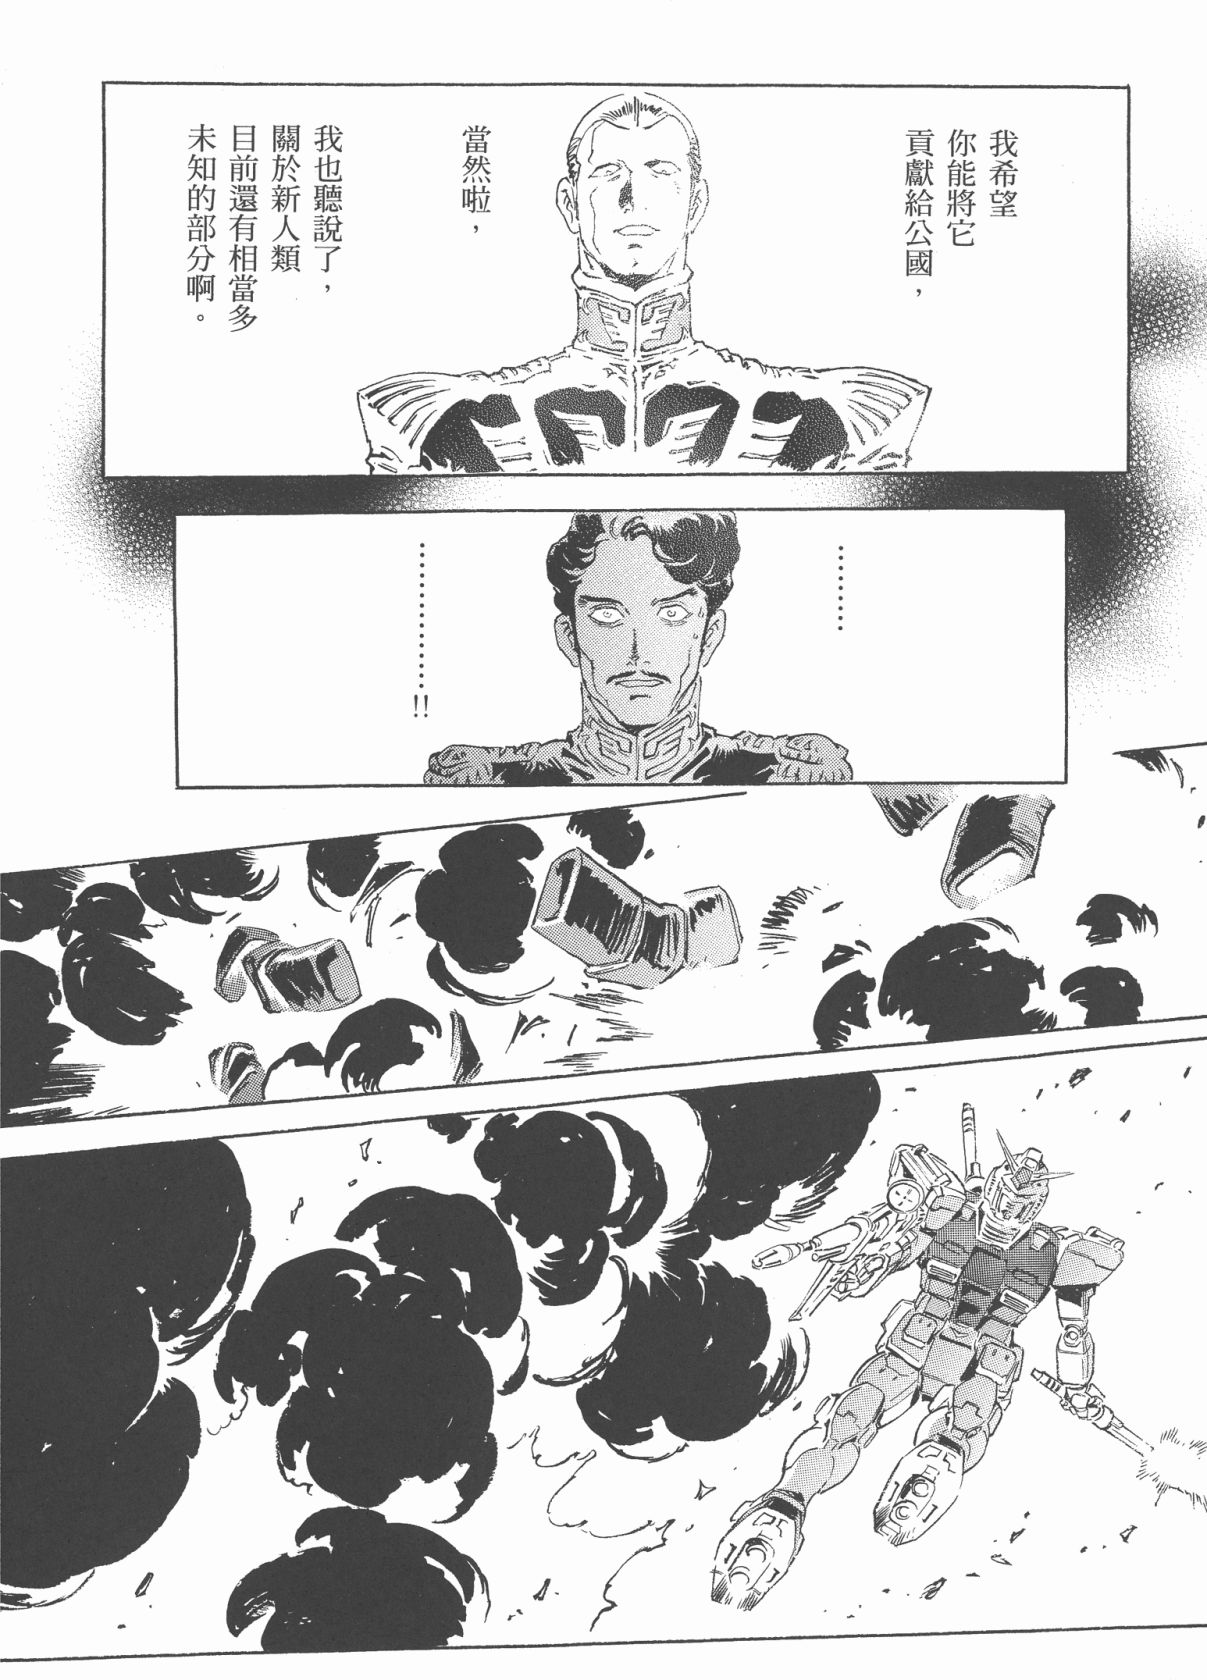 我希望
你能將它
貢獻給公國，
當然啦，
我也聽說了，
關於新人類
目前還有相當多
未知的部分啊。
………
……………!!